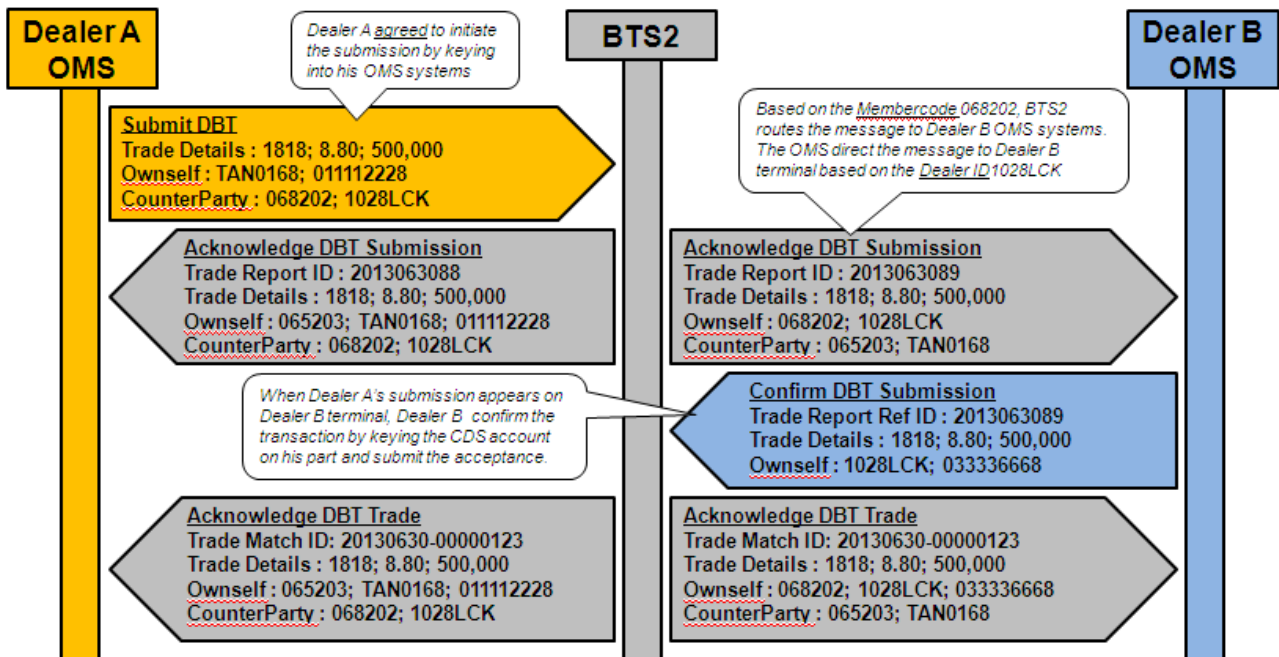 Dealer A
OMS
Dealer A agreed to initiate
the submission by keying
into his OMS systems
BTS2
Dealer B
OMS
Submit DBT
Trade Details : 1818; 8.80; 500,000
Ownself : TAN0168; 011112228
CounterParty : 068202; 1028LCK
Based on the Membercode 068202, BTS2
routes the message to Dealer B OMS systems.
The OMS direct the message to Dealer B
terminal based on the Dealer ID1028LCK
Acknowledge DBT Submission
Trade Report ID : 2013063088
Trade Details : 1818; 8.80; 500,000
Ownself : 065203; TAN0168; 011112228
CounterParty : 068202; 1028LCK
Acknowledge DBT Submission
Trade Report ID : 2013063089
Trade Details : 1818; 8.80; 500,000
Ownself : 068202; 1028LCK
CounterParty : 065203; TAN0168
When Dealer A's submission appears on
Dealer B terminal, Dealer B confirm the
transaction by keying the CDS account
on his part and submit the acceptance.
Confirm DBT Submission
Trade Report Ref ID : 2013063089
Trade Details : 1818; 8.80; 500,000
Ownself : 1028LCK; 033336668
Acknowledge DBT Trade
Trade Match ID: 20130630-00000123
Trade Details : 1818; 8.80; 500,000
Ownself : 065203; TAN0168; 011112228
CounterParty : 068202; 1028LCK
Acknowledge DBT Trade
Trade Match ID: 20130630-00000123
Trade Details : 1818; 8.80; 500,000
Ownself : 068202; 1028LCK; 033336668
CounterParty : 065203; TAN0168